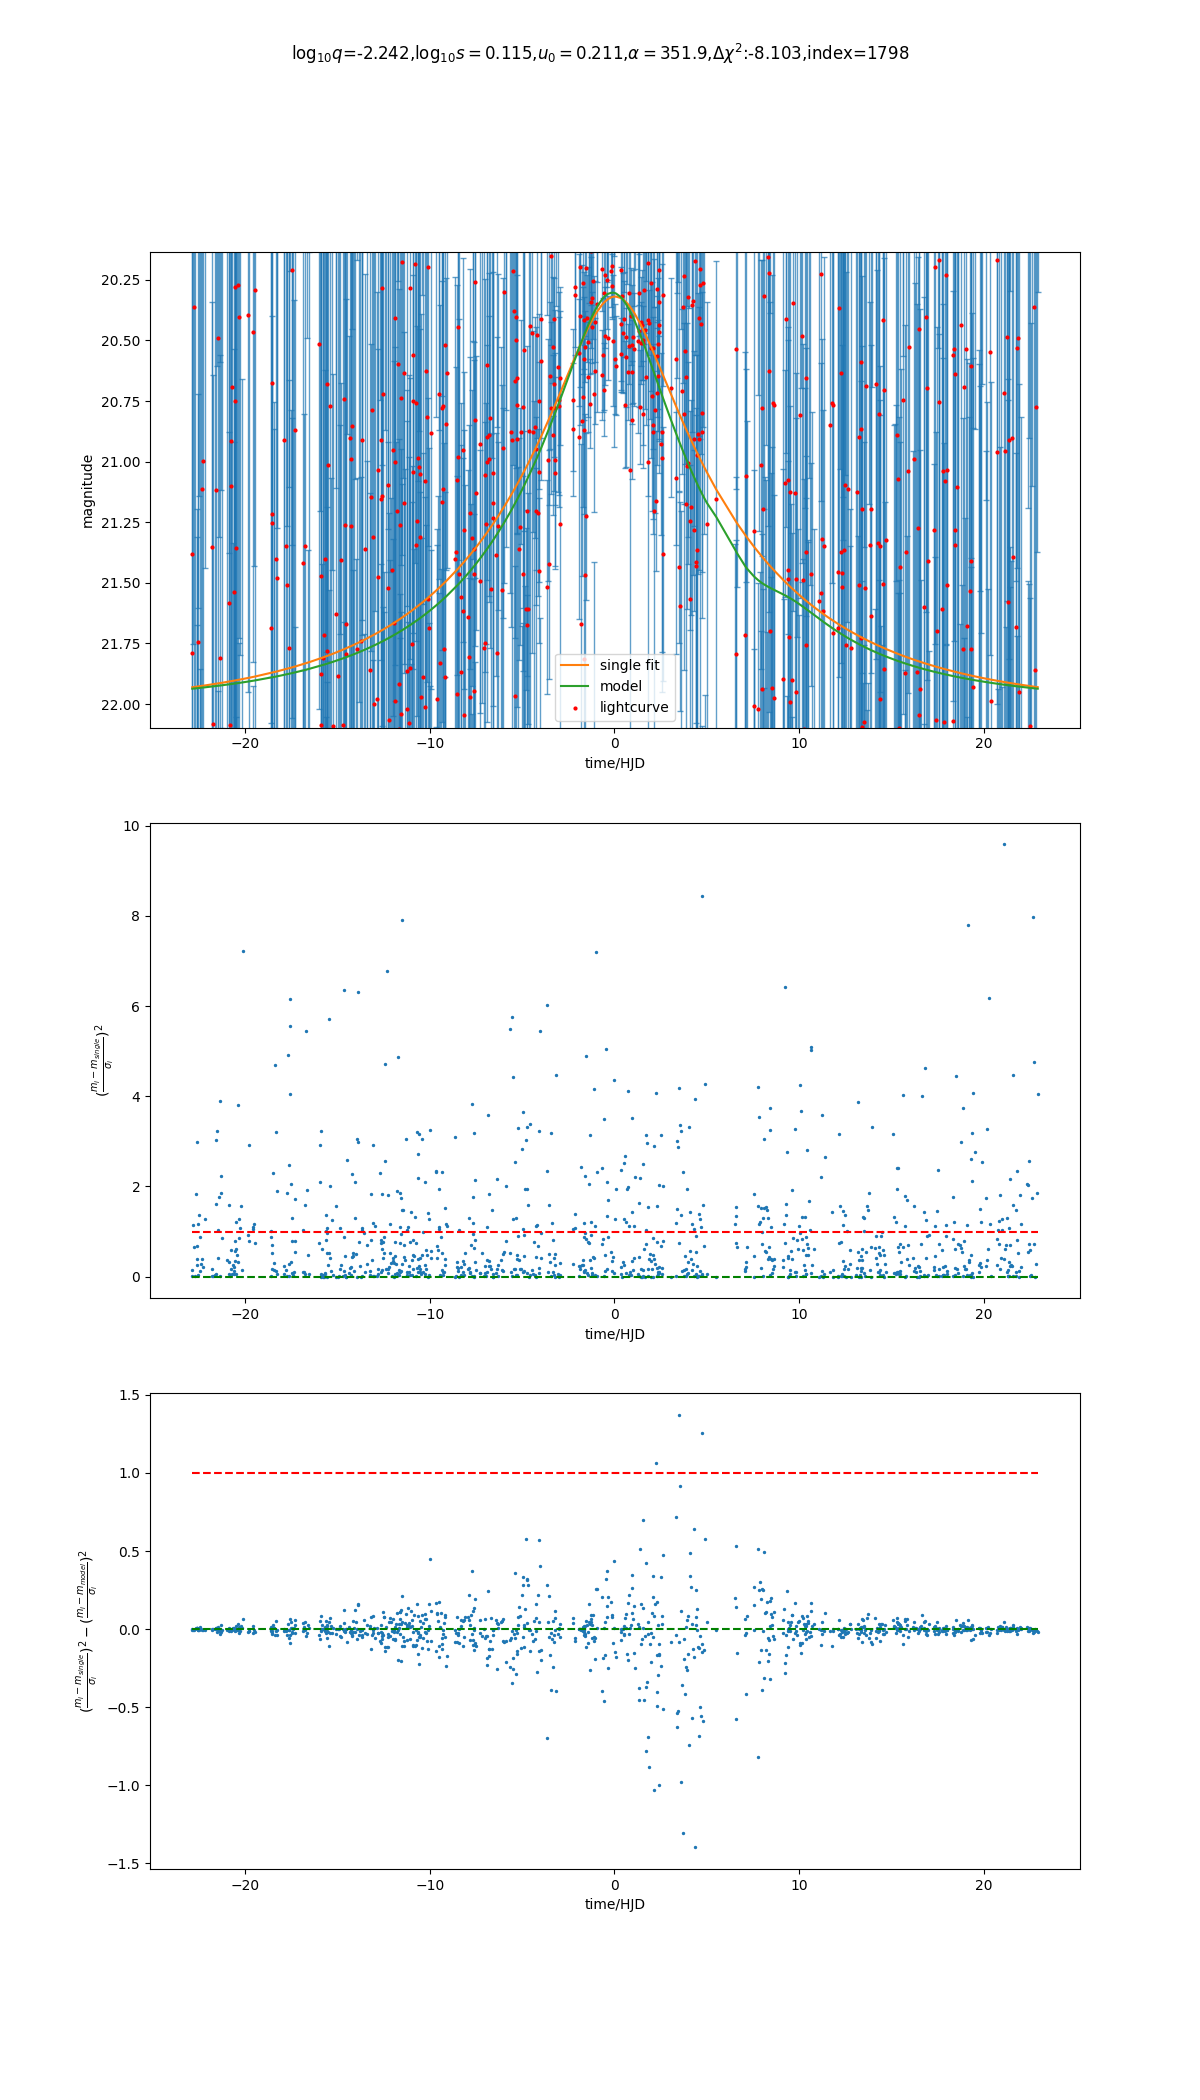 log₁₀q=-2.242,log₁₀s = 0.115,u₀ = 0.211,α = 351.9,Δχ²:-8.103,index=1798
20.25
20.50
20.75
21.00
21.25
21.50
21.75
22.00
magnitude
single fit
model
lightcurve
−20 −10 0 10 20
time/HJD
10
8
6
4
2
0
(mᵢ − m_single / σᵢ)²
−20 −10 0 10 20
time/HJD
1.5
1.0
0.5
0.0
−0.5
−1.0
−1.5
(mᵢ − m_single / σᵢ)² − (mᵢ − m_model / σᵢ)²
−20 −10 0 10 20
time/HJD